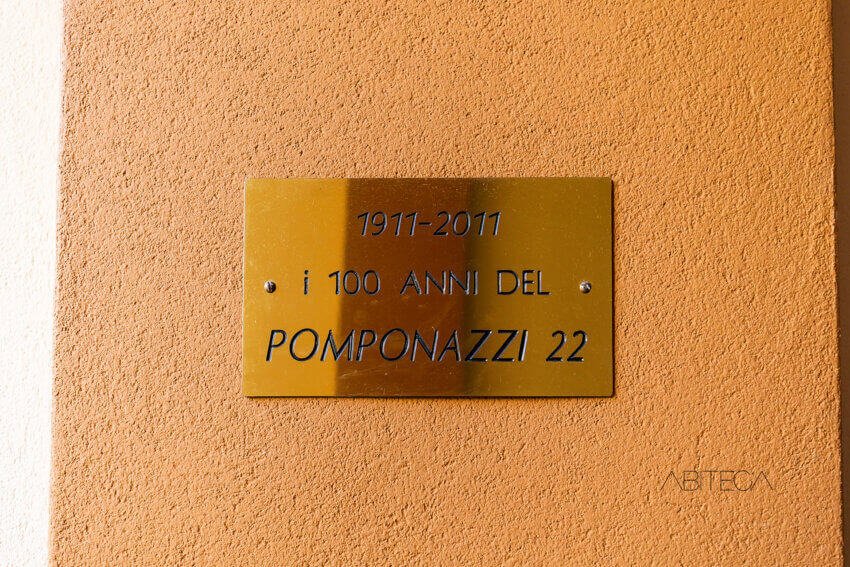 1911-2011
i 100 ANNI DEL
POMPONAZZI 22
ABITECA